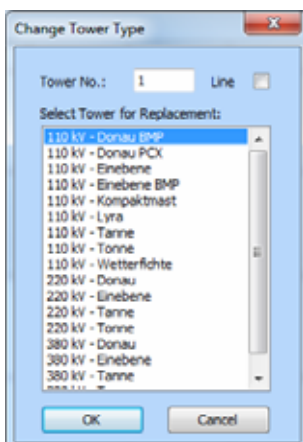 Change Tower Type
Tower No.: 1 Line
Select Tower for Replacement:
110 kV - Donau BMP
110 kV - Donau PCX
110 kV - Einebene
110 kV - Einebene BMP
110 kV - Kompaktmast
110 kV - Lyra
110 kV - Tanne
110 kV - Tonne
110 kV - Wetterfichte
220 kV - Donau
220 kV - Einebene
220 kV - Tanne
220 kV - Tonne
380 kV - Donau
380 kV - Einebene
380 kV - Tanne
OK Cancel